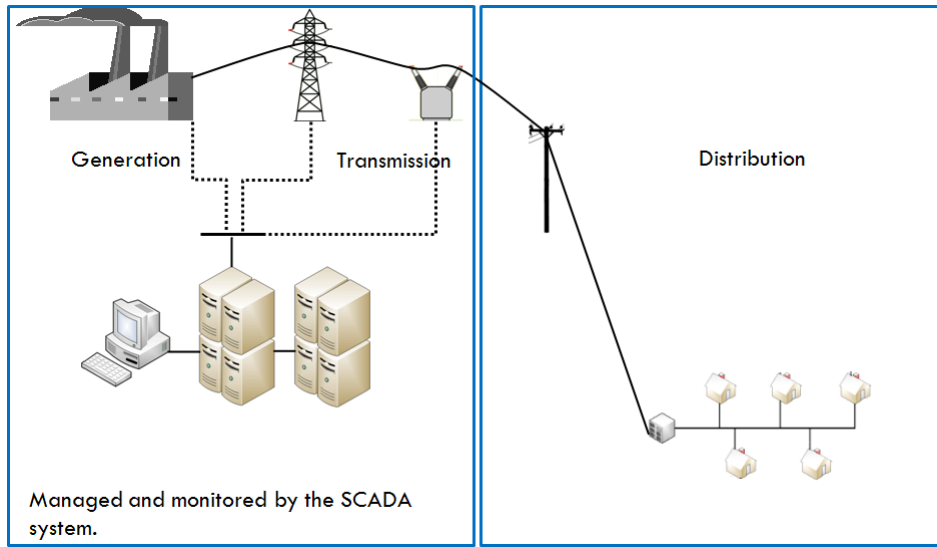 Generation
Transmission
Distribution
Managed and monitored by the SCADA
system.